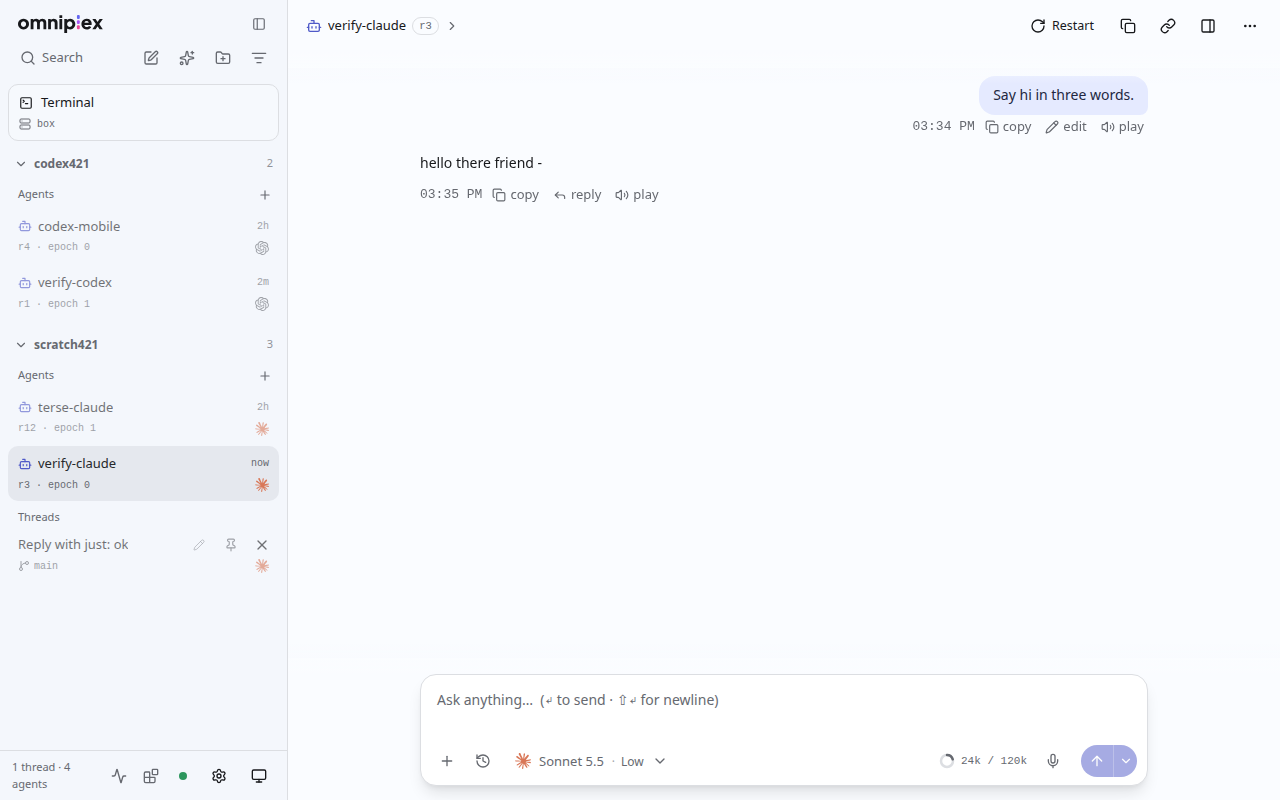 omniplex
Search
Terminal
box
codex421 2
Agents
codex-mobile 2h
r4 · epoch 0
verify-codex 2m
r1 · epoch 1
scratch421 3
Agents
terse-claude 2h
r12 · epoch 1
verify-claude now
r3 · epoch 0
Threads
Reply with just: ok
main
1 thread · 4
agents
verify-claude r3
Restart
Say hi in three words.
03:34 PM copy edit play
hello there friend -
03:35 PM copy reply play
Ask anything... (↵ to send · ⇧↵ for newline)
Sonnet 5.5 · Low
24k / 120k